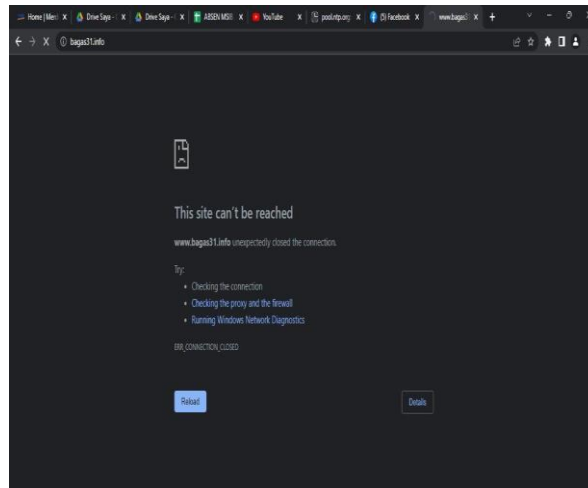 Home | Mer
Drive Saya -
Drive Saya -
ABSEN MSIB
YouTube
pool.ntp.org
Facebook
www.bagas3
bagas31.info
This site can't be reached
www.bagas31.info unexpectedly closed the connection.
Try:
• Checking the connection
• Checking the proxy and the firewall
• Running Windows Network Diagnostics
ERR_CONNECTION_CLOSED
Reload
Details